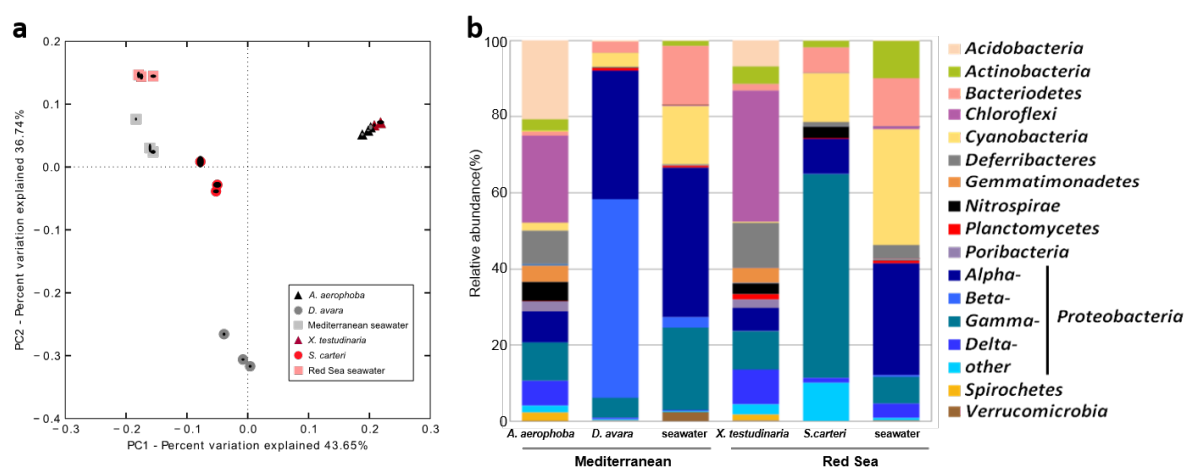 a
0.2
0.1
0.0
−0.1
−0.2
−0.3
−0.4
−0.3
−0.2
−0.1
0.0
0.1
0.2
0.3
PC2 - Percent variation explained 36.74%
PC1 - Percent variation explained 43.65%
A. aerophoba
D. avara
Mediterranean seawater
X. testudinaria
S. carteri
Red Sea seawater
b
100
80
60
40
20
0
Relative abundance(%)
A. aerophoba D. avara seawater X. testudinaria S.carteri seawater
Mediterranean Red Sea
Acidobacteria
Actinobacteria
Bacteriodetes
Chloroflexi
Cyanobacteria
Deferribacteres
Gemmatimonadetes
Nitrospirae
Planctomycetes
Poribacteria
Alpha-
Beta-
Gamma-
Proteobacteria
Delta-
other
Spirochetes
Verrucomicrobia